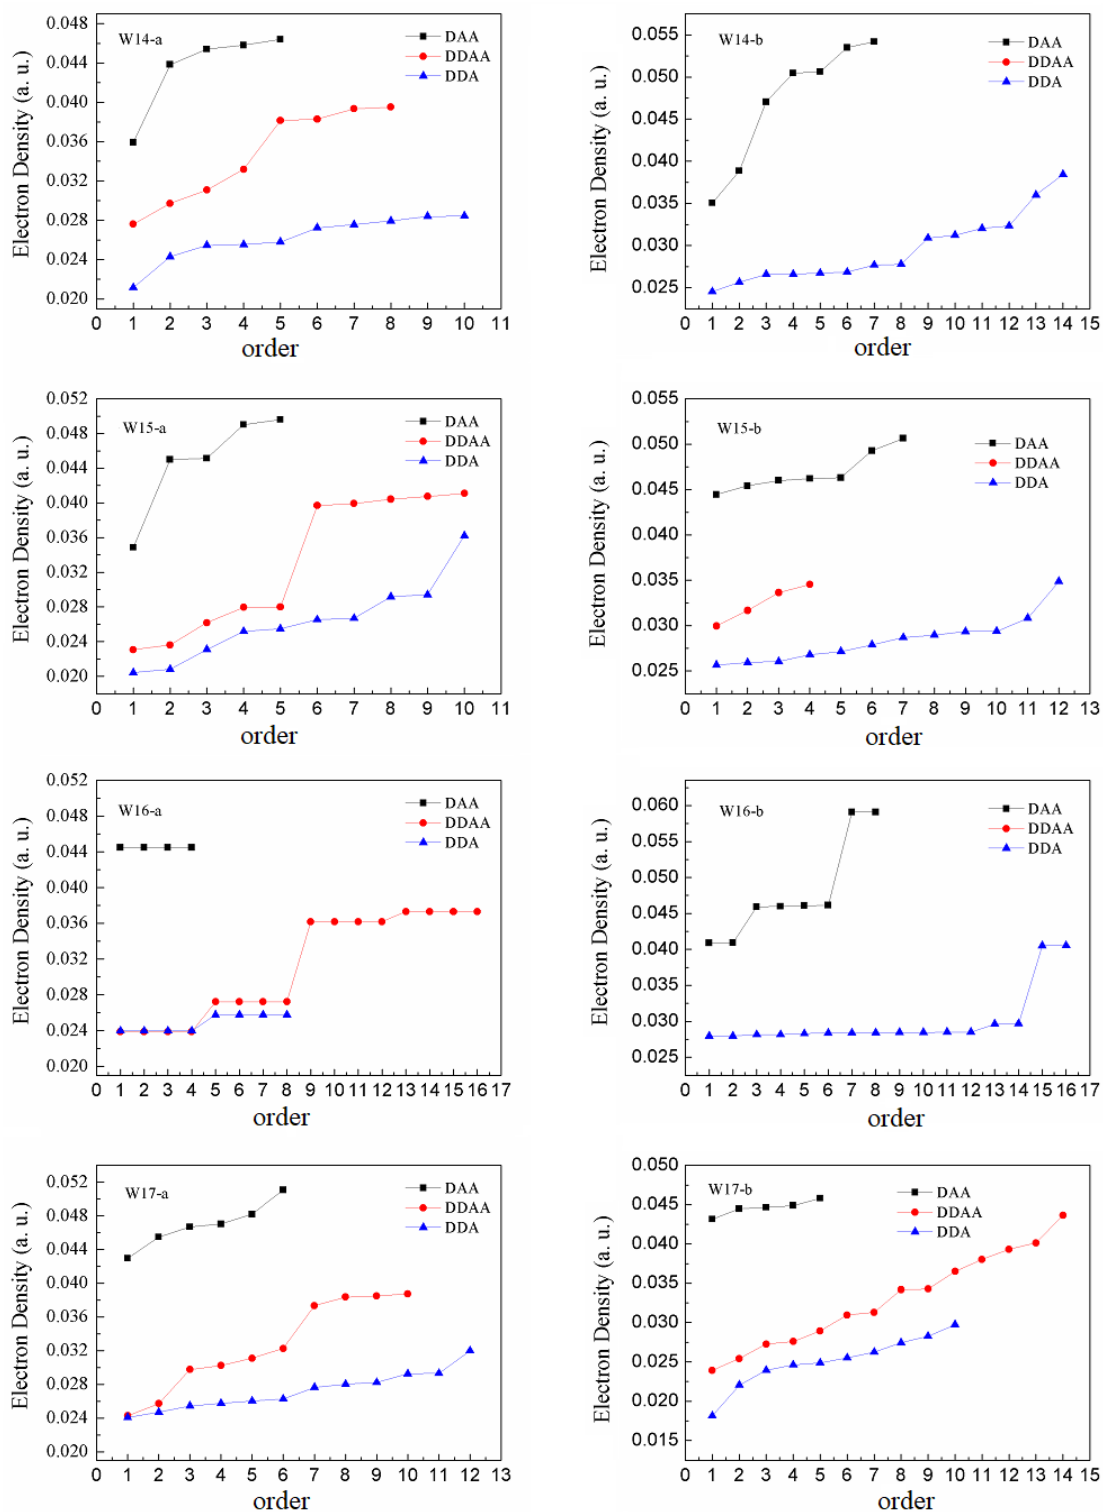 W14-a
DAA
DDAA
DDA
0.048
0.044
0.040
0.036
0.032
0.028
0.024
0.020
Electron Density (a. u.)
0 1 2 3 4 5 6 7 8 9 10 11
order
W14-b
DAA
DDAA
DDA
0.055
0.050
0.045
0.040
0.035
0.030
0.025
Electron Density (a. u.)
0 1 2 3 4 5 6 7 8 9 10 11 12 13 14 15
order
W15-a
DAA
DDAA
DDA
0.052
0.048
0.044
0.040
0.036
0.032
0.028
0.024
0.020
Electron Density (a. u.)
0 1 2 3 4 5 6 7 8 9 10 11
order
W15-b
DAA
DDAA
DDA
0.055
0.050
0.045
0.040
0.035
0.030
0.025
Electron Density (a. u.)
0 1 2 3 4 5 6 7 8 9 10 11 12 13
order
W16-a
DAA
DDAA
DDA
0.052
0.048
0.044
0.040
0.036
0.032
0.028
0.024
0.020
Electron Density (a. u.)
0 1 2 3 4 5 6 7 8 9 10 11 12 13 14 15 16 17
order
W16-b
DAA
DDAA
DDA
0.060
0.055
0.050
0.045
0.040
0.035
0.030
0.025
Electron Density (a. u.)
0 1 2 3 4 5 6 7 8 9 10 11 12 13 14 15 16 17
order
W17-a
DAA
DDAA
DDA
0.052
0.048
0.044
0.040
0.036
0.032
0.028
0.024
0.020
Electron Density (a. u.)
0 1 2 3 4 5 6 7 8 9 10 11 12 13
order
W17-b
DAA
DDAA
DDA
0.050
0.045
0.040
0.035
0.030
0.025
0.020
0.015
Electron Density (a. u.)
0 1 2 3 4 5 6 7 8 9 10 11 12 13 14 15
order